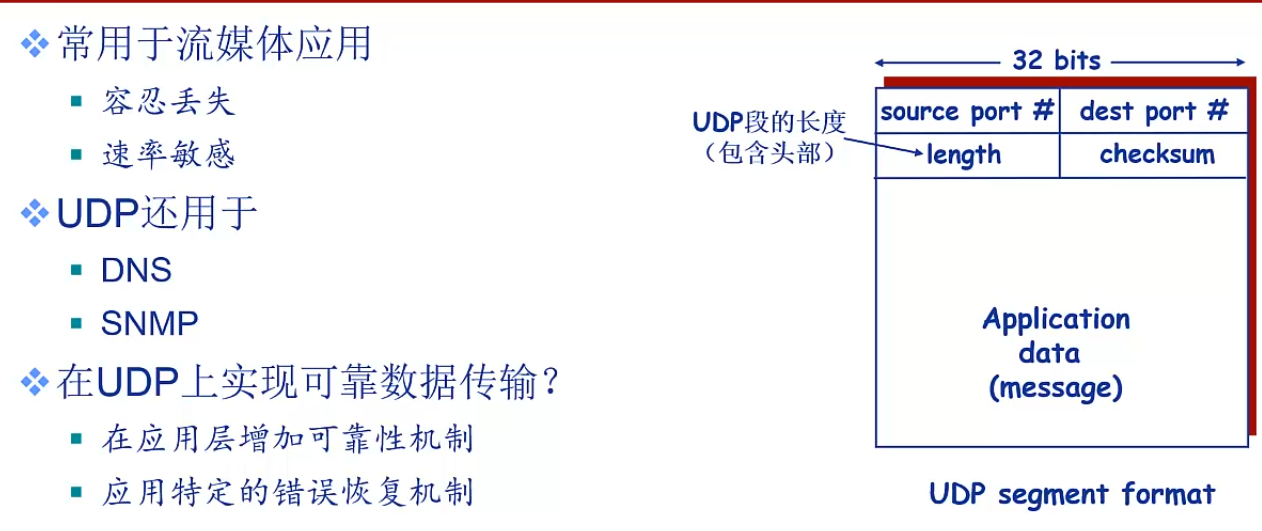 常用于流媒体应用
容忍丢失
速率敏感
UDP还用于
DNS
SNMP
在UDP上实现可靠数据传输？
在应用层增加可靠性机制
应用特定的错误恢复机制
32 bits
UDP段的长度
（包含头部）
source port # dest port #
length checksum
Application
data
(message)
UDP segment format